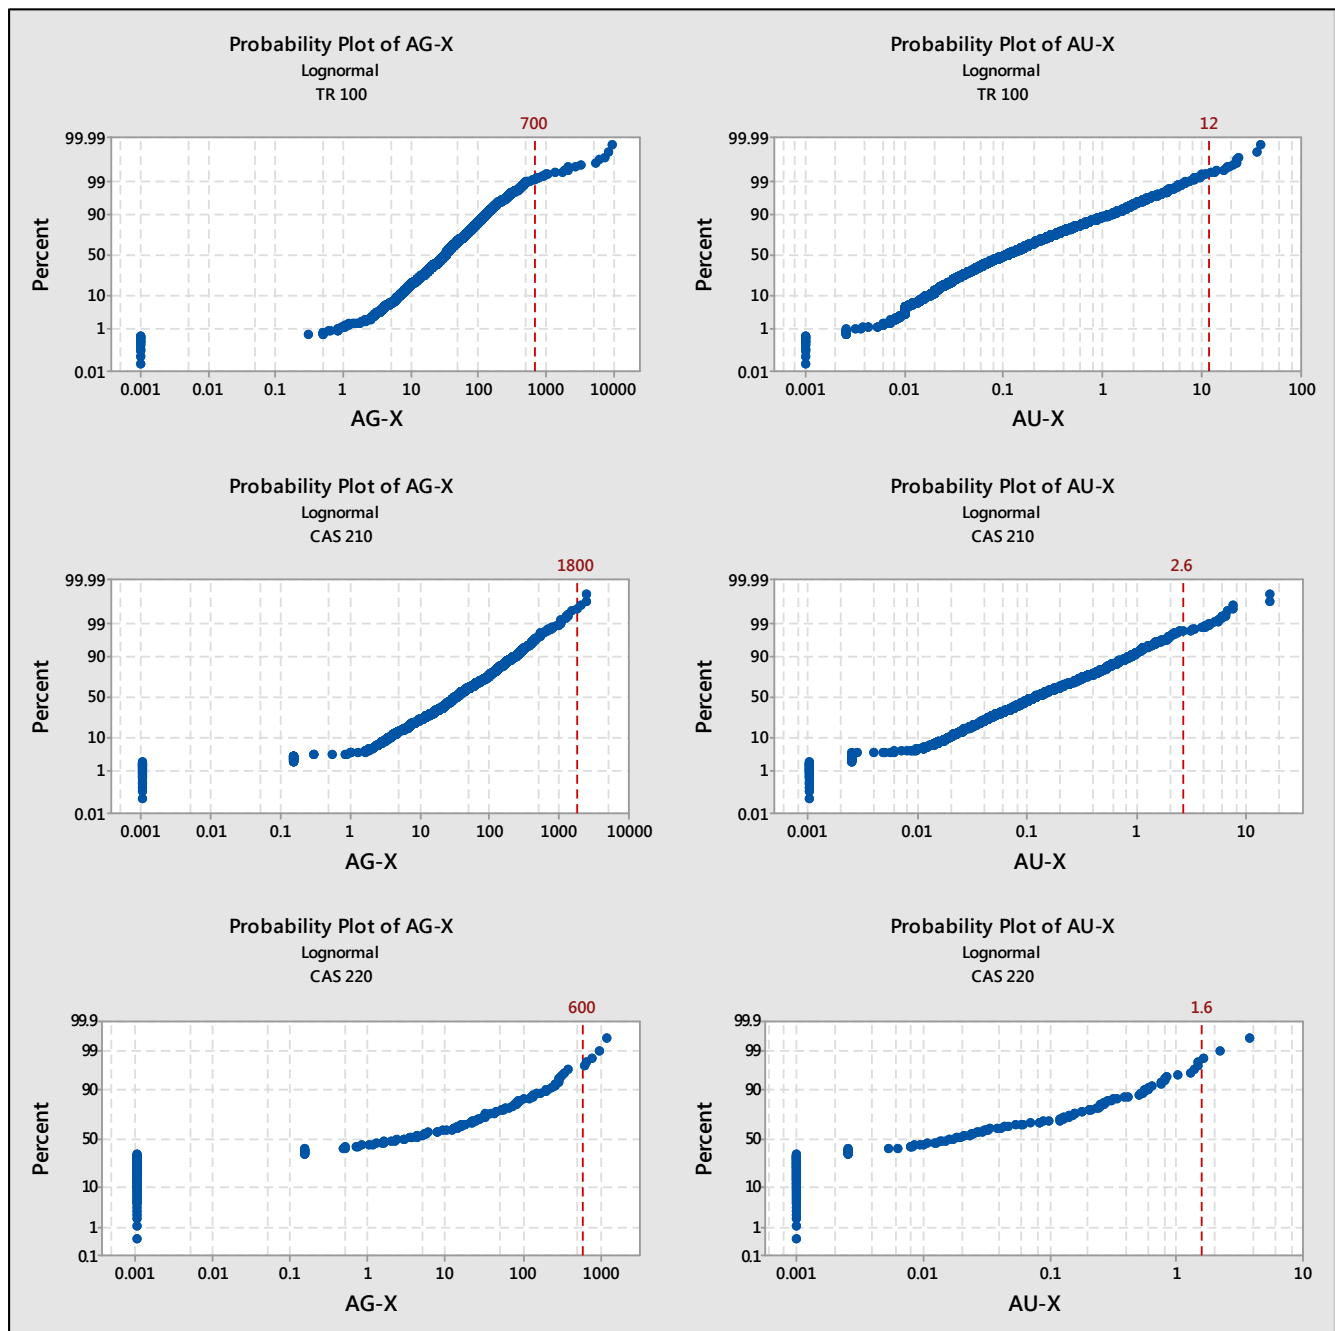 Probability Plot of AG-X
Lognormal
TR 100
700
99.99
99
90
50
10
1
0.01
Percent
0.001
0.01
0.1
1
10
100
1000
10000
AG-X
Probability Plot of AU-X
Lognormal
TR 100
12
99.99
99
90
50
10
1
0.01
Percent
0.001
0.01
0.1
1
10
100
AU-X
Probability Plot of AG-X
Lognormal
CAS 210
1800
99.99
99
90
50
10
1
0.01
Percent
0.001
0.01
0.1
1
10
100
1000
10000
AG-X
Probability Plot of AU-X
Lognormal
CAS 210
2.6
99.99
99
90
50
10
1
0.01
Percent
0.001
0.01
0.1
1
10
AU-X
Probability Plot of AG-X
Lognormal
CAS 220
600
99.9
99
90
50
10
1
0.1
Percent
0.001
0.01
0.1
1
10
100
1000
AG-X
Probability Plot of AU-X
Lognormal
CAS 220
1.6
99.9
99
90
50
10
1
0.1
Percent
0.001
0.01
0.1
1
10
AU-X